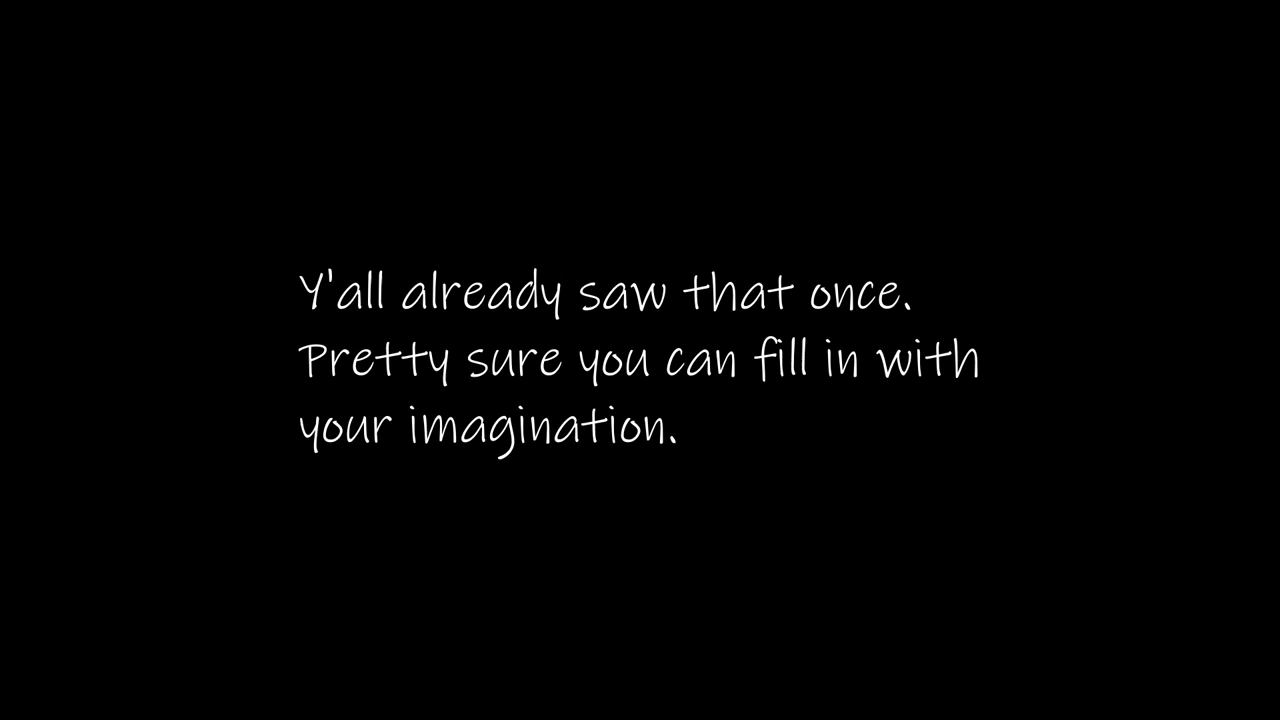 Y'all already saw that once.
Pretty sure you can fill in with
your imagination.